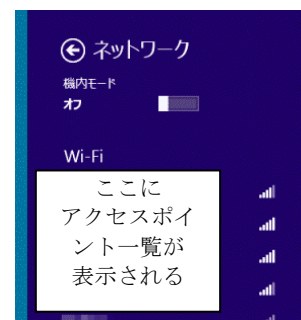 ネットワーク
機内モード
オフ
Wi-Fi
ここに
アクセスポイ
ント一覧が
表示される